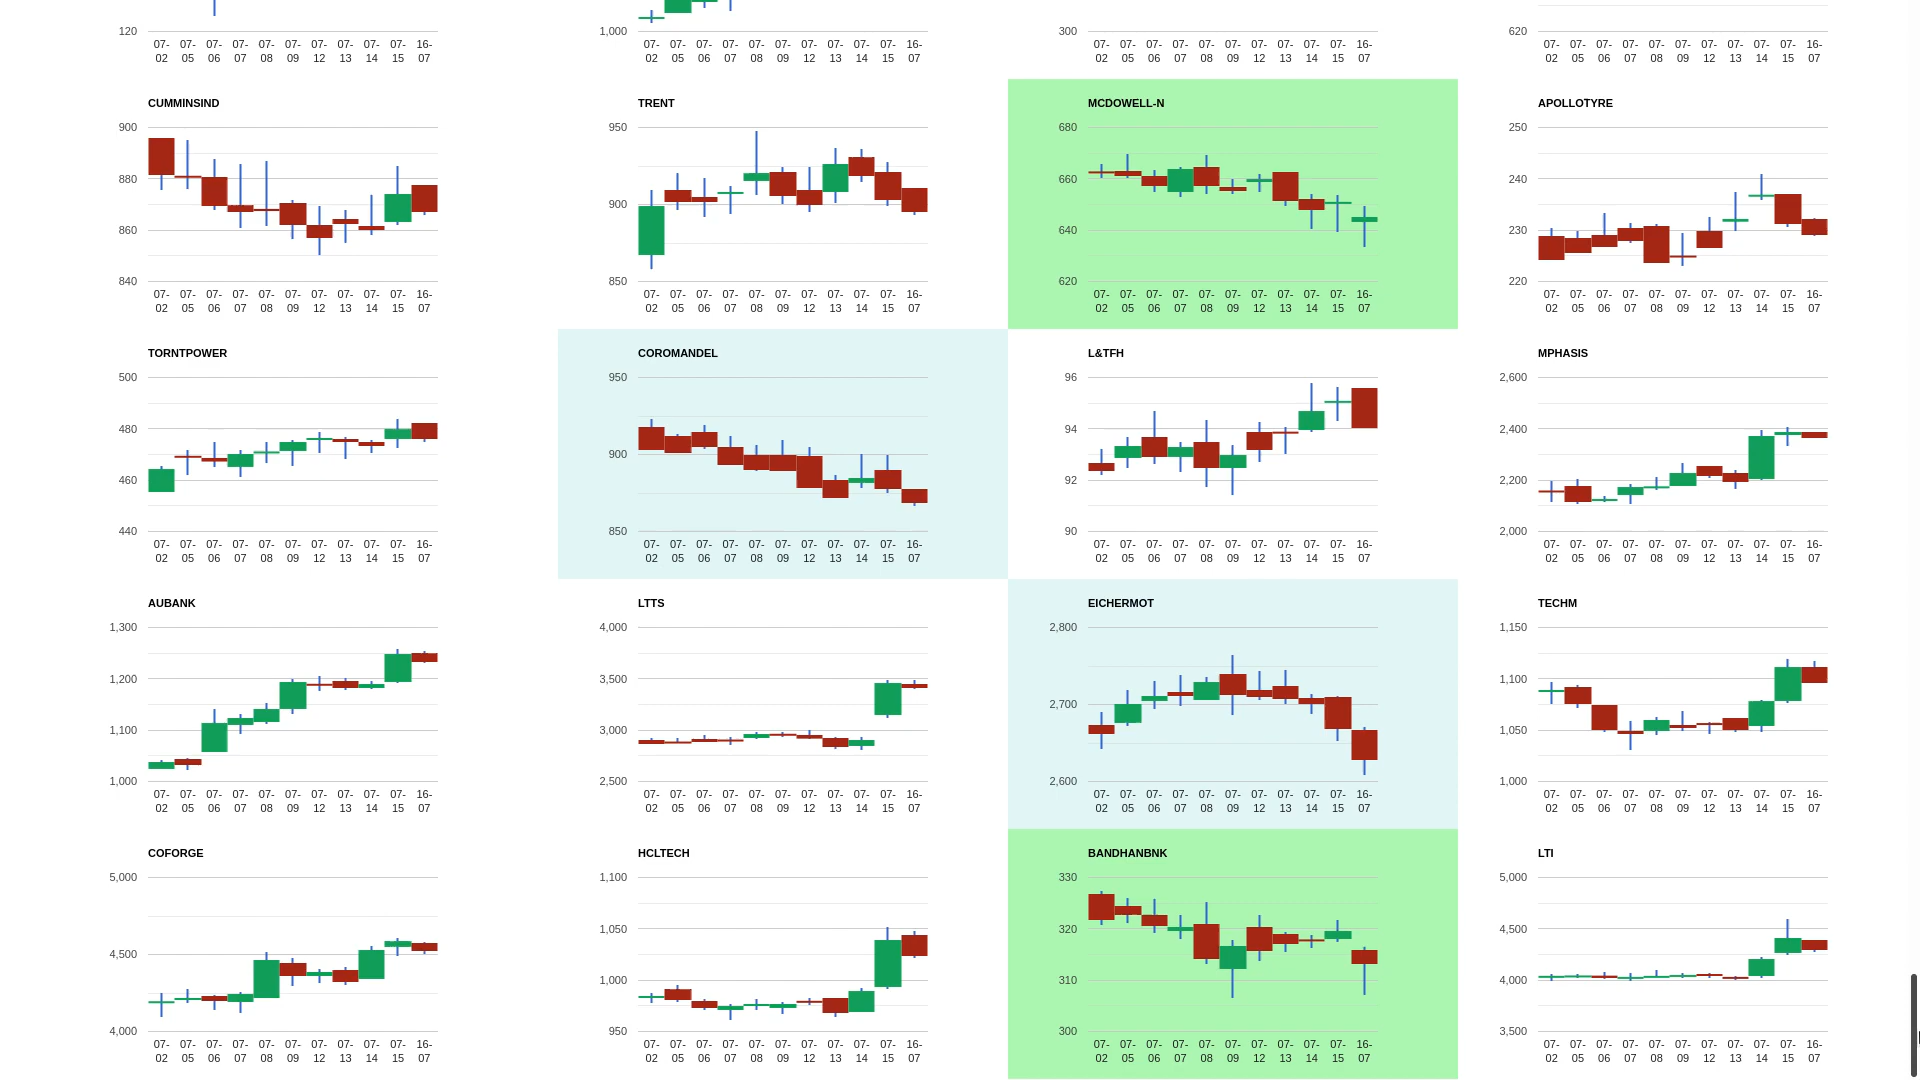 120
07- 07- 07- 07- 07- 07- 07- 07- 07- 07- 16-
02 05 06 07 08 09 12 13 14 15 07
1,000
07- 07- 07- 07- 07- 07- 07- 07- 07- 07- 16-
02 05 06 07 08 09 12 13 14 15 07
300
07- 07- 07- 07- 07- 07- 07- 07- 07- 07- 16-
02 05 06 07 08 09 12 13 14 15 07
620
07- 07- 07- 07- 07- 07- 07- 07- 07- 07- 16-
02 05 06 07 08 09 12 13 14 15 07
CUMMINSIND
900
880
860
840
07- 07- 07- 07- 07- 07- 07- 07- 07- 07- 16-
02 05 06 07 08 09 12 13 14 15 07
TRENT
950
900
850
07- 07- 07- 07- 07- 07- 07- 07- 07- 07- 16-
02 05 06 07 08 09 12 13 14 15 07
MCDOWELL-N
680
660
640
620
07- 07- 07- 07- 07- 07- 07- 07- 07- 07- 16-
02 05 06 07 08 09 12 13 14 15 07
APOLLOTYRE
250
240
230
220
07- 07- 07- 07- 07- 07- 07- 07- 07- 07- 16-
02 05 06 07 08 09 12 13 14 15 07
TORNTPOWER
500
480
460
440
07- 07- 07- 07- 07- 07- 07- 07- 07- 07- 16-
02 05 06 07 08 09 12 13 14 15 07
COROMANDEL
950
900
850
07- 07- 07- 07- 07- 07- 07- 07- 07- 07- 16-
02 05 06 07 08 09 12 13 14 15 07
L&TFH
96
94
92
90
07- 07- 07- 07- 07- 07- 07- 07- 07- 07- 16-
02 05 06 07 08 09 12 13 14 15 07
MPHASIS
2,600
2,400
2,200
2,000
07- 07- 07- 07- 07- 07- 07- 07- 07- 07- 16-
02 05 06 07 08 09 12 13 14 15 07
AUBANK
1,300
1,200
1,100
1,000
07- 07- 07- 07- 07- 07- 07- 07- 07- 07- 16-
02 05 06 07 08 09 12 13 14 15 07
LTTS
4,000
3,500
3,000
2,500
07- 07- 07- 07- 07- 07- 07- 07- 07- 07- 16-
02 05 06 07 08 09 12 13 14 15 07
EICHERMOT
2,800
2,700
2,600
07- 07- 07- 07- 07- 07- 07- 07- 07- 07- 16-
02 05 06 07 08 09 12 13 14 15 07
TECHM
1,150
1,100
1,050
1,000
07- 07- 07- 07- 07- 07- 07- 07- 07- 07- 16-
02 05 06 07 08 09 12 13 14 15 07
COFORGE
5,000
4,500
4,000
07- 07- 07- 07- 07- 07- 07- 07- 07- 07- 16-
02 05 06 07 08 09 12 13 14 15 07
HCLTECH
1,100
1,050
1,000
950
07- 07- 07- 07- 07- 07- 07- 07- 07- 07- 16-
02 05 06 07 08 09 12 13 14 15 07
BANDHANBNK
330
320
310
300
07- 07- 07- 07- 07- 07- 07- 07- 07- 07- 16-
02 05 06 07 08 09 12 13 14 15 07
LTI
5,000
4,500
4,000
3,500
07- 07- 07- 07- 07- 07- 07- 07- 07- 07- 16-
02 05 06 07 08 09 12 13 14 15 07